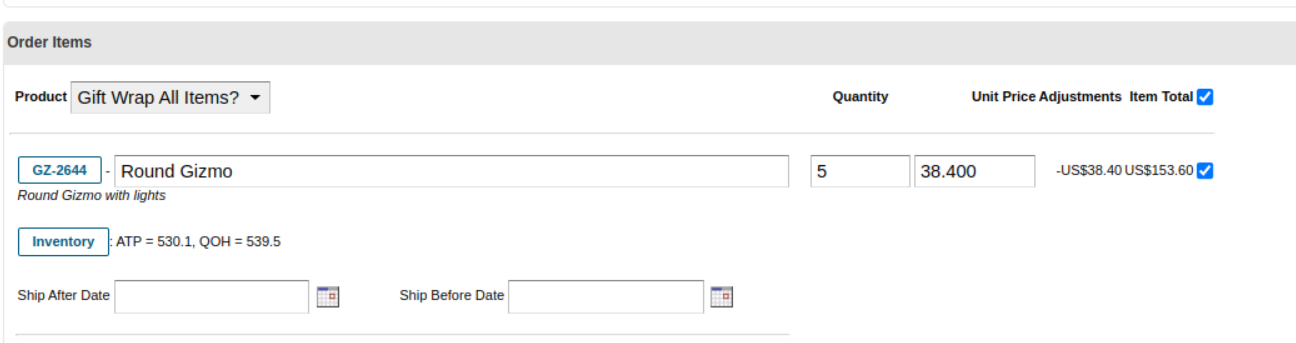 Order Items
Product Gift Wrap All Items? Quantity Unit Price Adjustments Item Total
GZ-2644 - Round Gizmo 5 38.400 -US$38.40 US$153.60
Round Gizmo with lights
Inventory : ATP = 530.1, QOH = 539.5
Ship After Date Ship Before Date